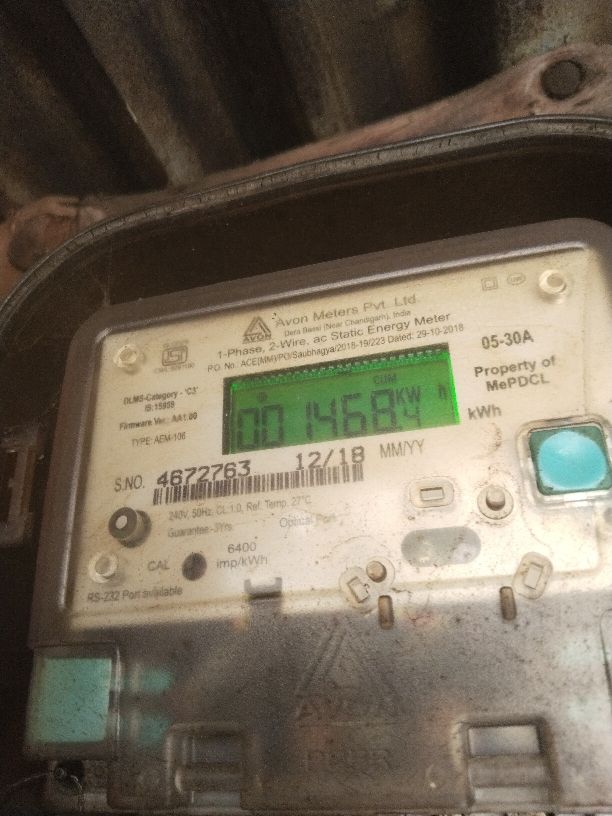 Avon Meters Pvt. Ltd.
Dera Bassi (Near Chandigarh), India
AVON
1-Phase, 2-Wire, ac Static Energy Meter
P.O. No. ACE(MM)/PO/Saubhagya/2018-19/223 Dated: 29-10-2018
05-30A
Property of
MePDCL
DLMS-Category - 'C3'
IS:15959
Firmware Ver.: AA1.00
TYPE: AEM-106
CUM
001468.4 KW h
kWh
S.NO. 4672763 12/18 MM/YY
240V, 50Hz, CL:1.0, Ref. Temp. 27°C
Guarantee-5Yrs.
Optical Port
CAL
6400
imp/kWh
RS-232 Port available
AVON